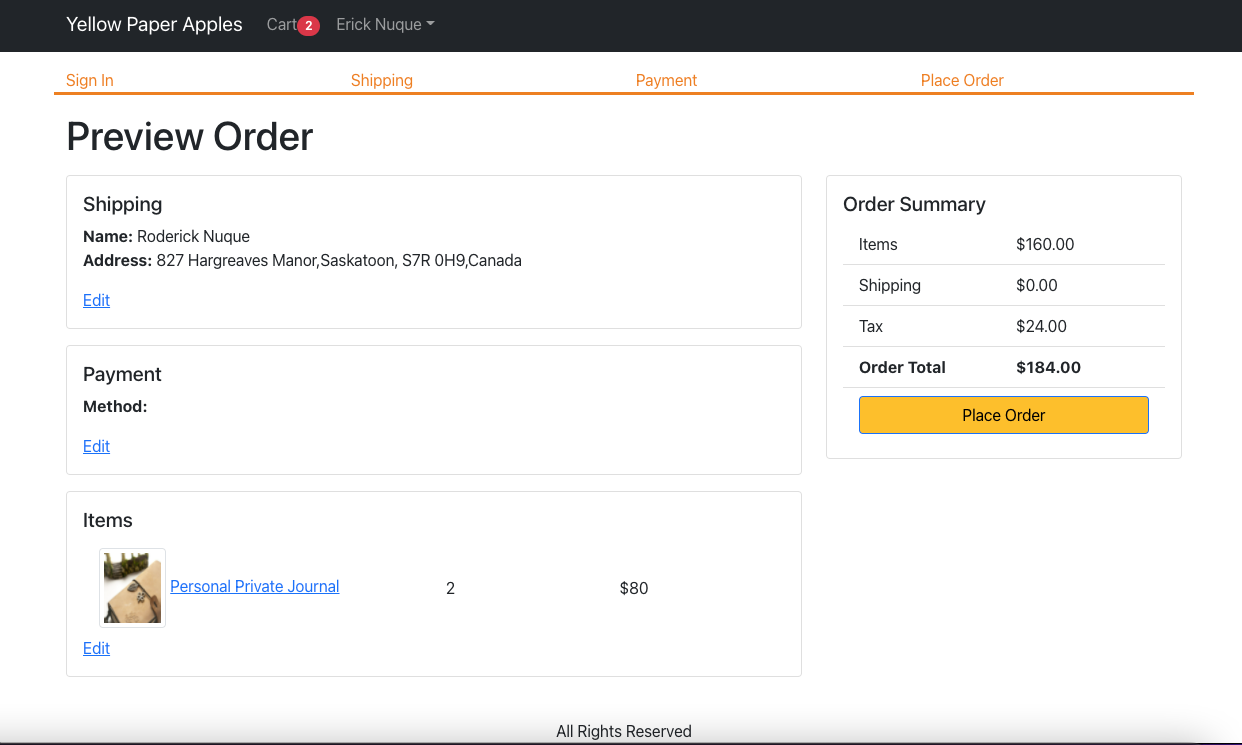 Yellow Paper Apples Cart 2 Erick Nuque
Sign In Shipping Payment Place Order
Preview Order
Shipping
Name: Roderick Nuque
Address: 827 Hargreaves Manor,Saskatoon, S7R 0H9,Canada
Edit
Payment
Method:
Edit
Items
Personal Private Journal 2 $80
Edit
Order Summary
Items $160.00
Shipping $0.00
Tax $24.00
Order Total $184.00
Place Order
All Rights Reserved